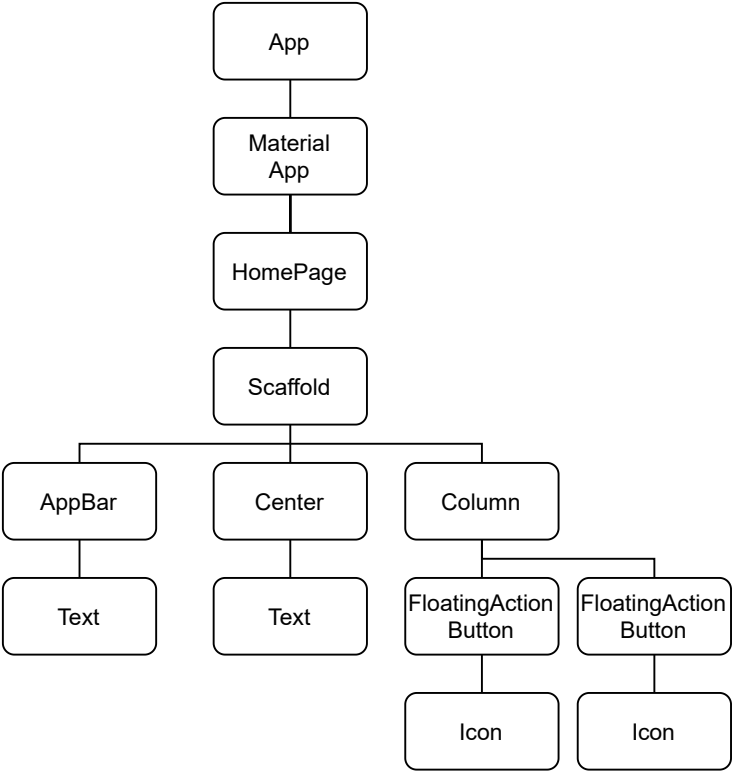 App
Material
App
HomePage
Scaffold
AppBar
Center
Column
Text
Text
FloatingAction
Button
FloatingAction
Button
Icon
Icon